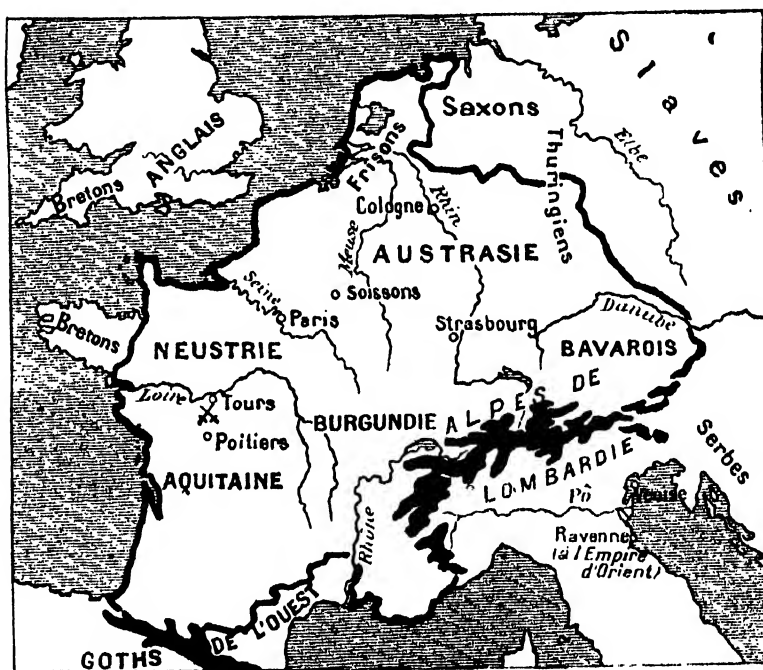 Slaves
Saxons
Elbe
Thuringiens
ANGLAIS
Bretons
Frisons
Cologne
Rhin
Meuse
AUSTRASIE
Soissons
Seine
Paris
Strasbourg
Danube
Bretons
NEUSTRIE
BAVAROIS
Loire
Tours
Poitiers
BURGUNDIE
ALPES DE
LOMBARDIE
Serbes
AQUITAINE
Pô
Rhône
Ravenne
(à l'Empire
d'Orient)
GOTHS DE L'OUEST